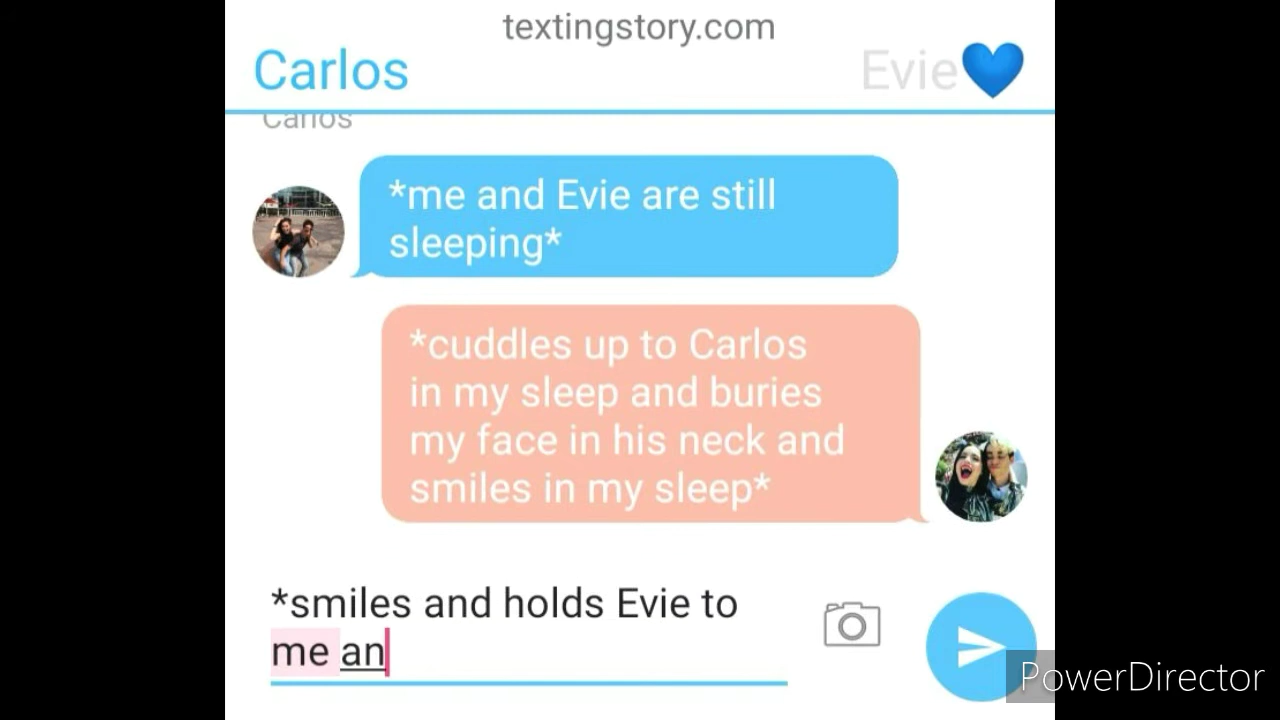 textingstory.com
Carlos
Evie💙
Carlos
*me and Evie are still
sleeping*
*cuddles up to Carlos
in my sleep and buries
my face in his neck and
smiles in my sleep*
*smiles and holds Evie to
me an
PowerDirector